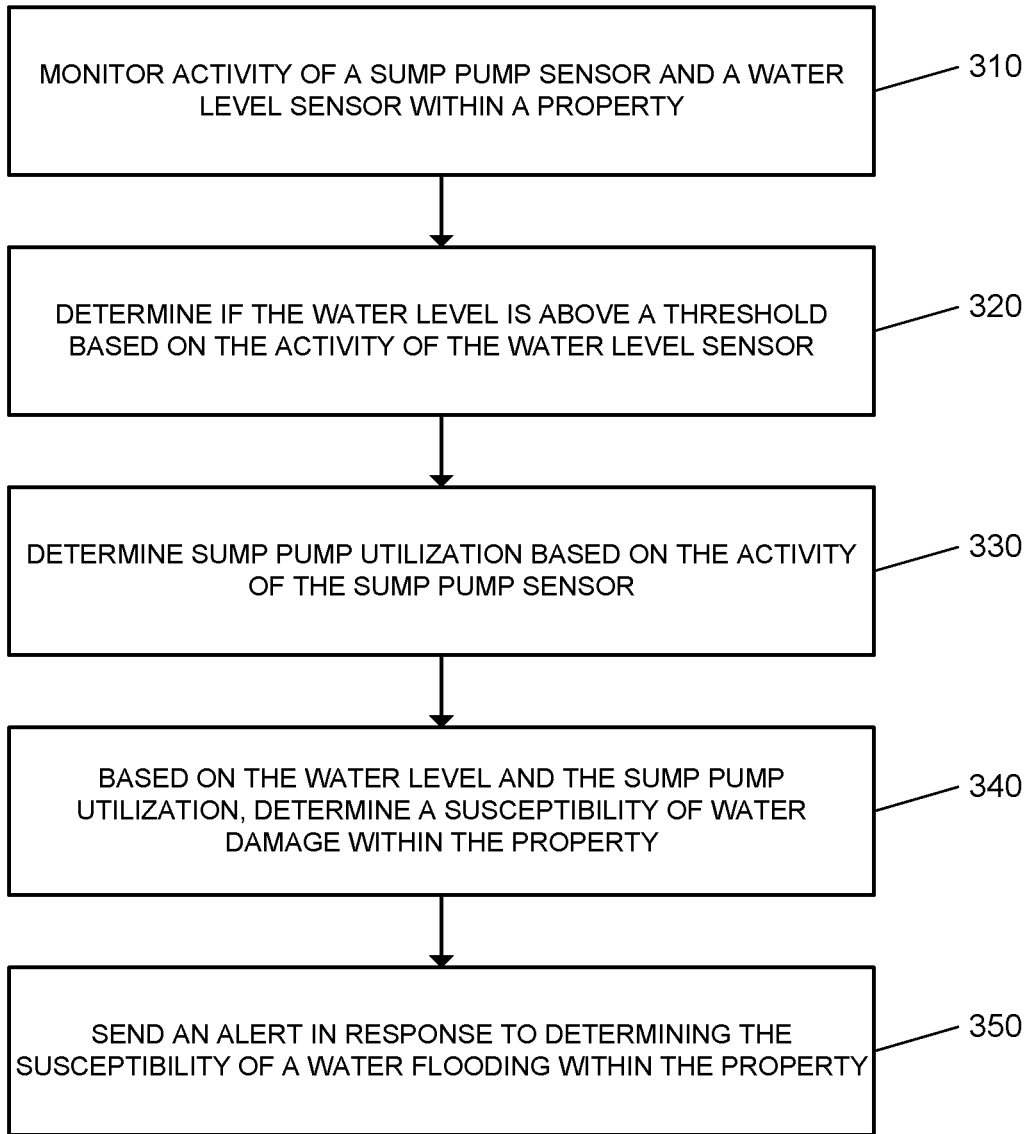 MONITOR ACTIVITY OF A SUMP PUMP SENSOR AND A WATER
LEVEL SENSOR WITHIN A PROPERTY
310
DETERMINE IF THE WATER LEVEL IS ABOVE A THRESHOLD
BASED ON THE ACTIVITY OF THE WATER LEVEL SENSOR
320
DETERMINE SUMP PUMP UTILIZATION BASED ON THE ACTIVITY
OF THE SUMP PUMP SENSOR
330
BASED ON THE WATER LEVEL AND THE SUMP PUMP
UTILIZATION, DETERMINE A SUSCEPTIBILITY OF WATER
DAMAGE WITHIN THE PROPERTY
340
SEND AN ALERT IN RESPONSE TO DETERMINING THE
SUSCEPTIBILITY OF A WATER FLOODING WITHIN THE PROPERTY
350